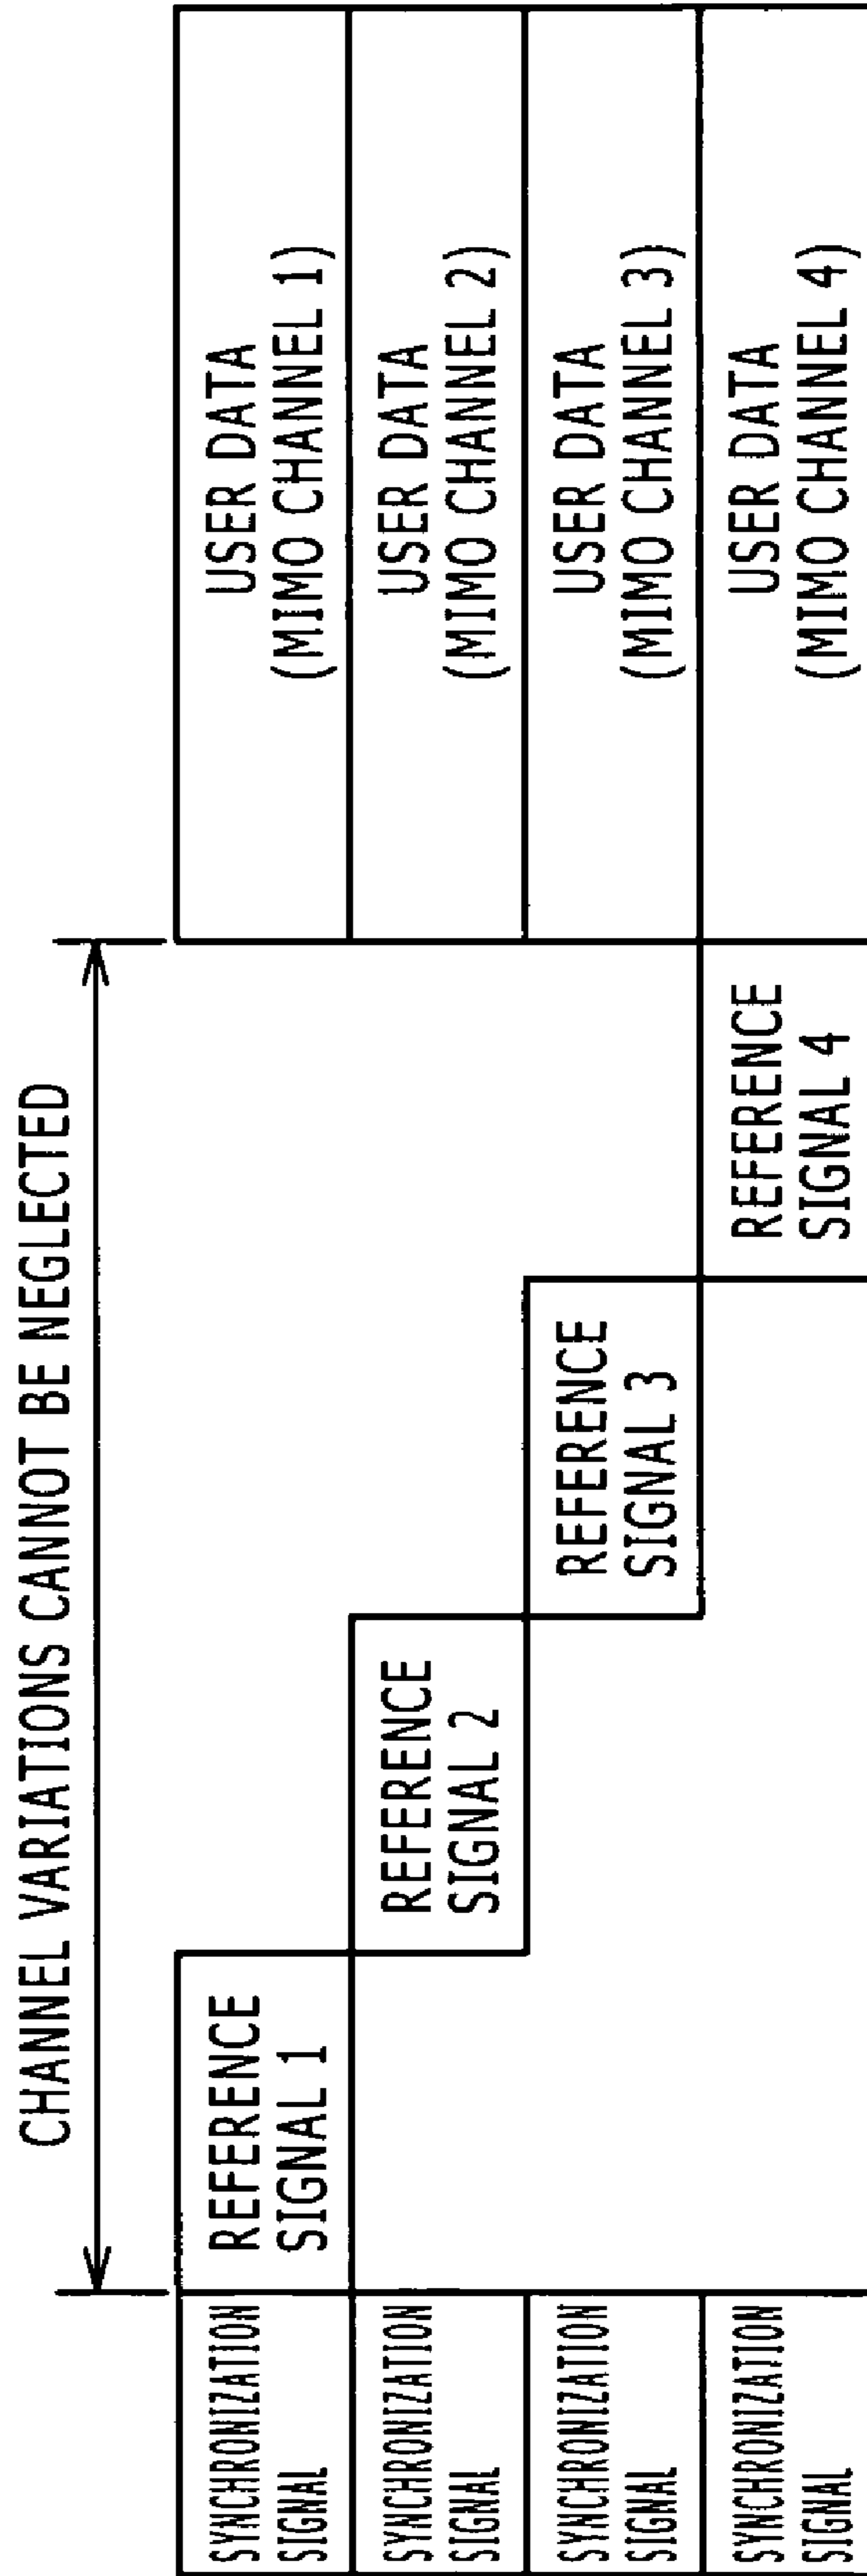 CHANNEL VARIATIONS CANNOT BE NEGLECTED
SYNCHRONIZATION
SIGNAL
REFERENCE
SIGNAL 1
USER DATA
(MIMO CHANNEL 1)
SYNCHRONIZATION
SIGNAL
REFERENCE
SIGNAL 2
USER DATA
(MIMO CHANNEL 2)
SYNCHRONIZATION
SIGNAL
REFERENCE
SIGNAL 3
USER DATA
(MIMO CHANNEL 3)
SYNCHRONIZATION
SIGNAL
REFERENCE
SIGNAL 4
USER DATA
(MIMO CHANNEL 4)